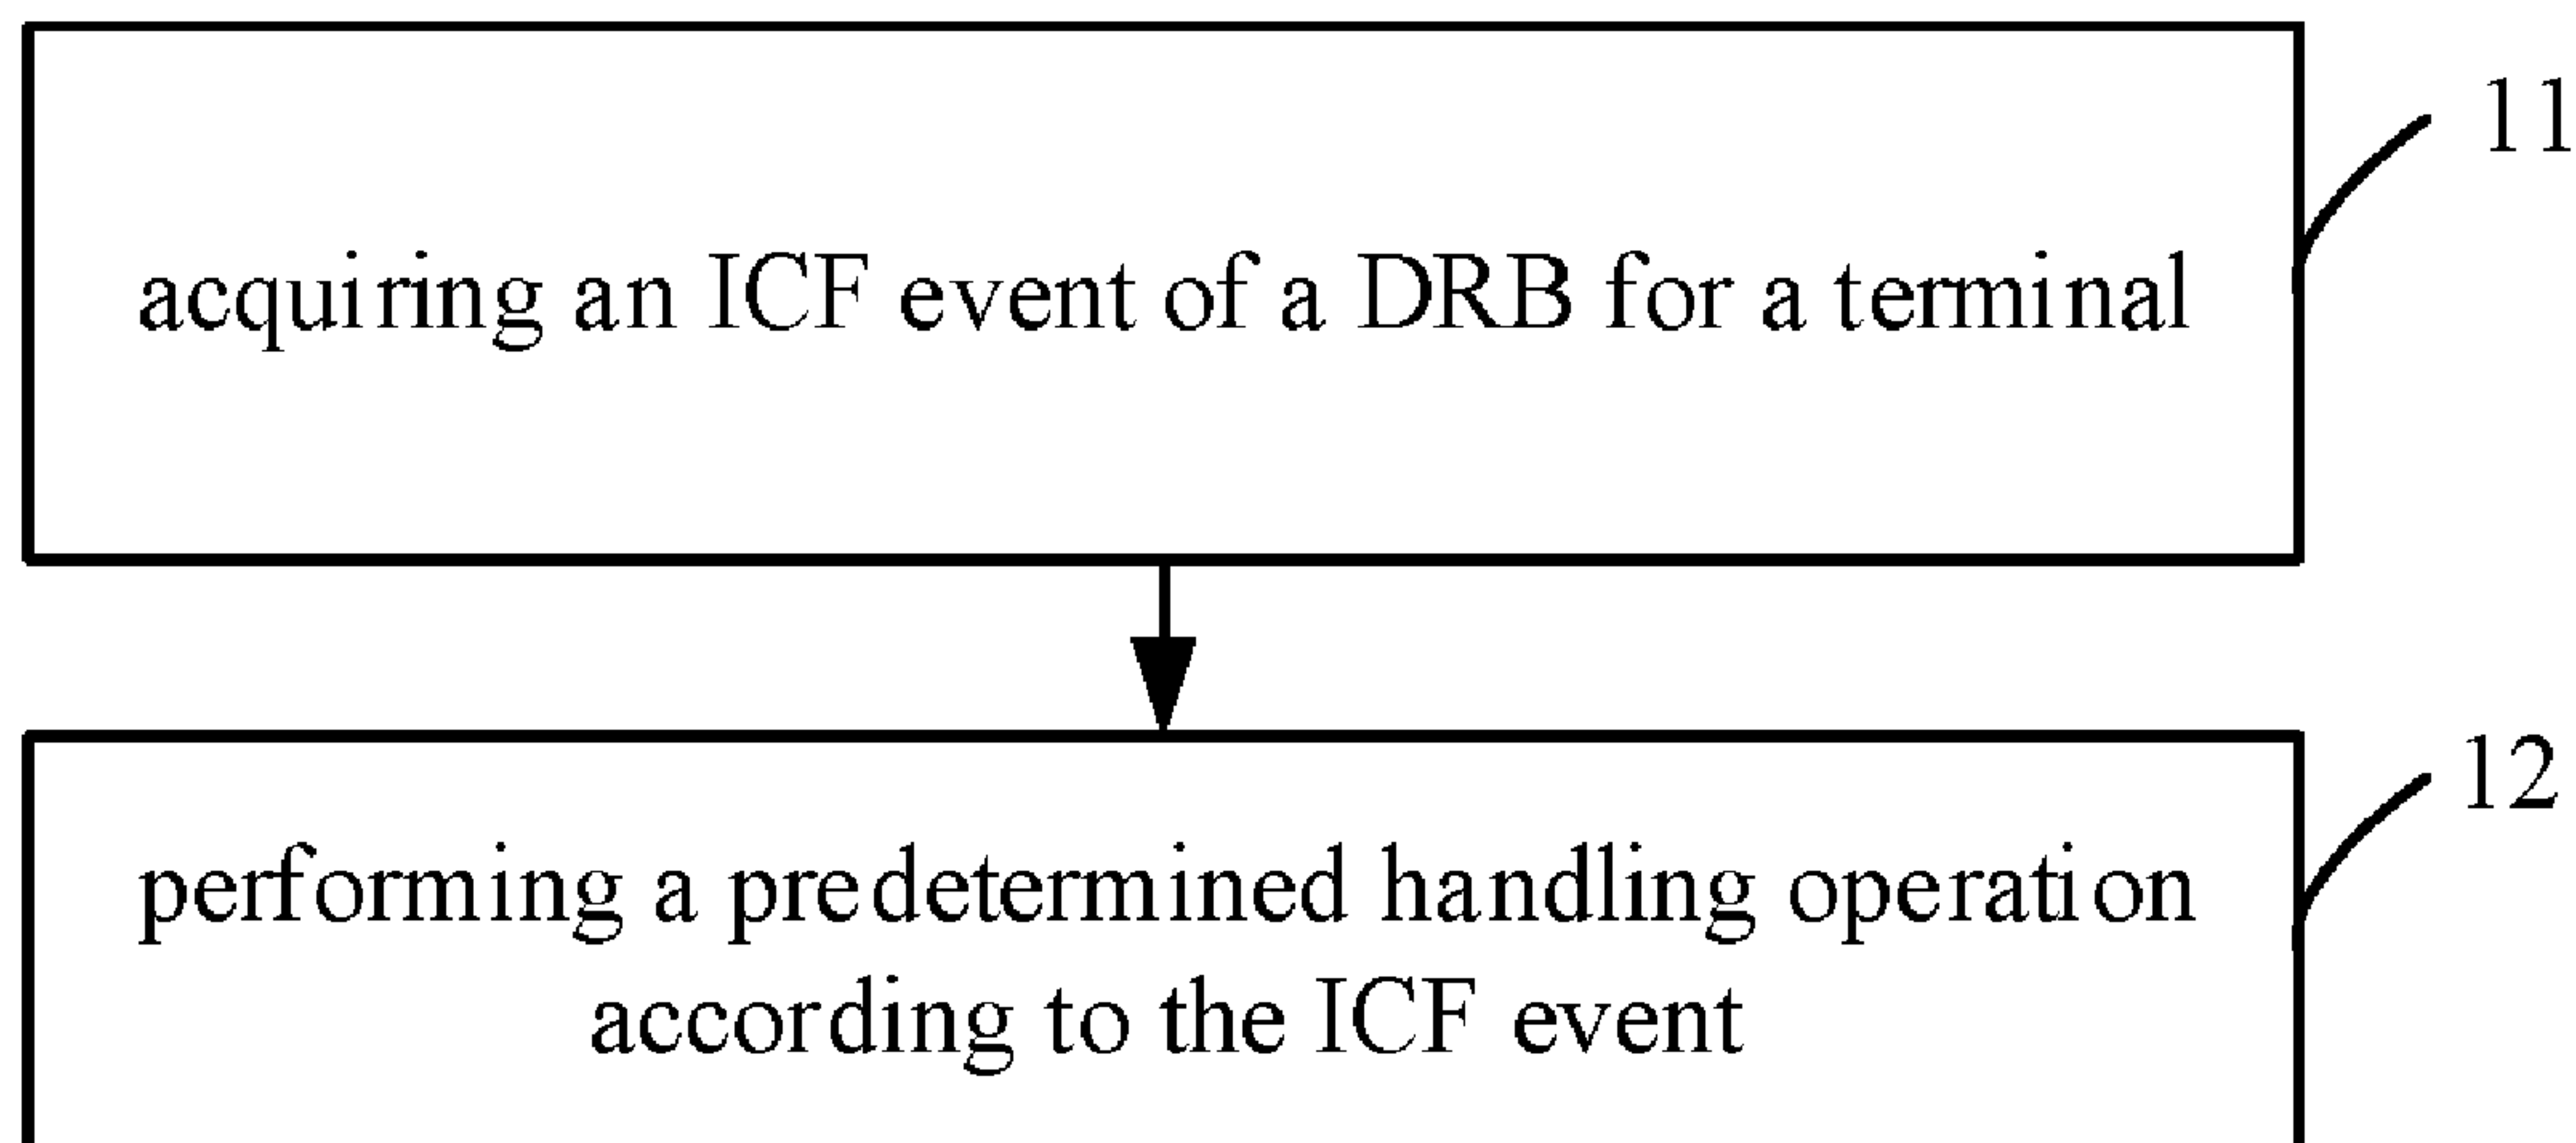 11
acquiring an ICF event of a DRB for a terminal
12
performing a predetermined handling operation
according to the ICF event